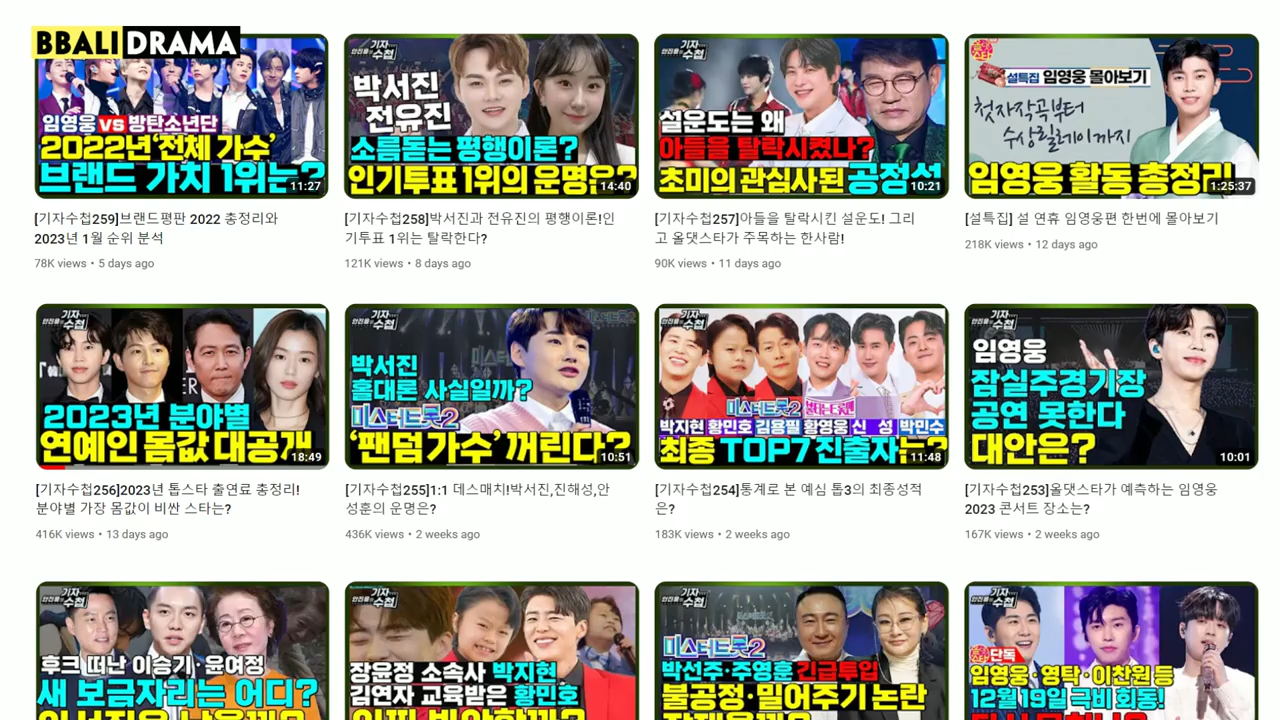 BBALI DRAMA
기자수첩
기자수첩
설특집 임영웅 몰아보기
임영웅 VS 방탄소년단
2022년 '전체 가수'
브랜드 가치 1위는?
11:27
박서진
전유진
소름돋는 평행이론?
인기투표 1위의 운명은?
14:40
설운도는 왜
아들을 탈락시켰나?
초미의 관심사된 공정성
10:21
첫 자작곡부터
수상릴레이까지
임영웅 활동 총정리
1:25:37
[기자수첩259]브랜드평판 2022 총정리와
2023년 1월 순위 분석
78K views • 5 days ago
[기자수첩258]박서진과 전유진의 평행이론!인
기투표 1위는 탈락한다?
121K views • 8 days ago
[기자수첩257]아들을 탈락시킨 설운도! 그리
고 올댓스타가 주목하는 한사람!
90K views • 11 days ago
[설특집] 설 연휴 임영웅편 한번에 몰아보기
218K views • 12 days ago
기자수첩
2023년 분야별
연예인 몸값 대공개
18:49
기자수첩
박서진
홀대론 사실일까?
미스터트롯2
'팬덤가수' 꺼린다?
10:51
기자수첩
미스터트롯2
박지현 황민호 김용필 황영웅 신 성 박민수
최종 TOP7 진출자는?
11:48
기자수첩
임영웅
잠실주경기장
공연 못한다
대안은?
10:01
[기자수첩256]2023년 톱스타 출연료 총정리!
분야별 가장 몸값이 비싼 스타는?
416K views • 13 days ago
[기자수첩255]1:1 데스매치!박서진,진해성,안
성훈의 운명은?
436K views • 2 weeks ago
[기자수첩254]통계로 본 예심 톱3의 최종성적
은?
183K views • 2 weeks ago
[기자수첩253]올댓스타가 예측하는 임영웅
2023 콘서트 장소는?
167K views • 2 weeks ago
기자수첩
후크 떠난 이승기·윤여정
새 보금자리는 어디?
기자수첩
장윤정 소속사 박지현
김연자 교육받은 황민호
기자수첩
미스터트롯2
박선주·주영훈 긴급투입
불공정·밀어주기 논란
기자수첩
단독
임영웅·영탁·이찬원 등
12월 19일 극비 회동!